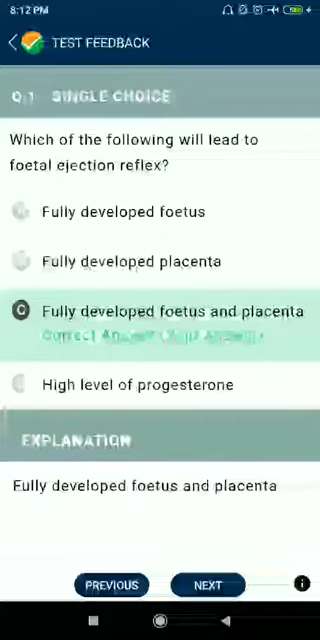 8:12 PM
TEST FEEDBACK
Q.1 SINGLE CHOICE
Which of the following will lead to
foetal ejection reflex?
Fully developed foetus
Fully developed placenta
C Fully developed foetus and placenta
Correct Answer
High level of progesterone
EXPLANATION
Fully developed foetus and placenta
PREVIOUS NEXT